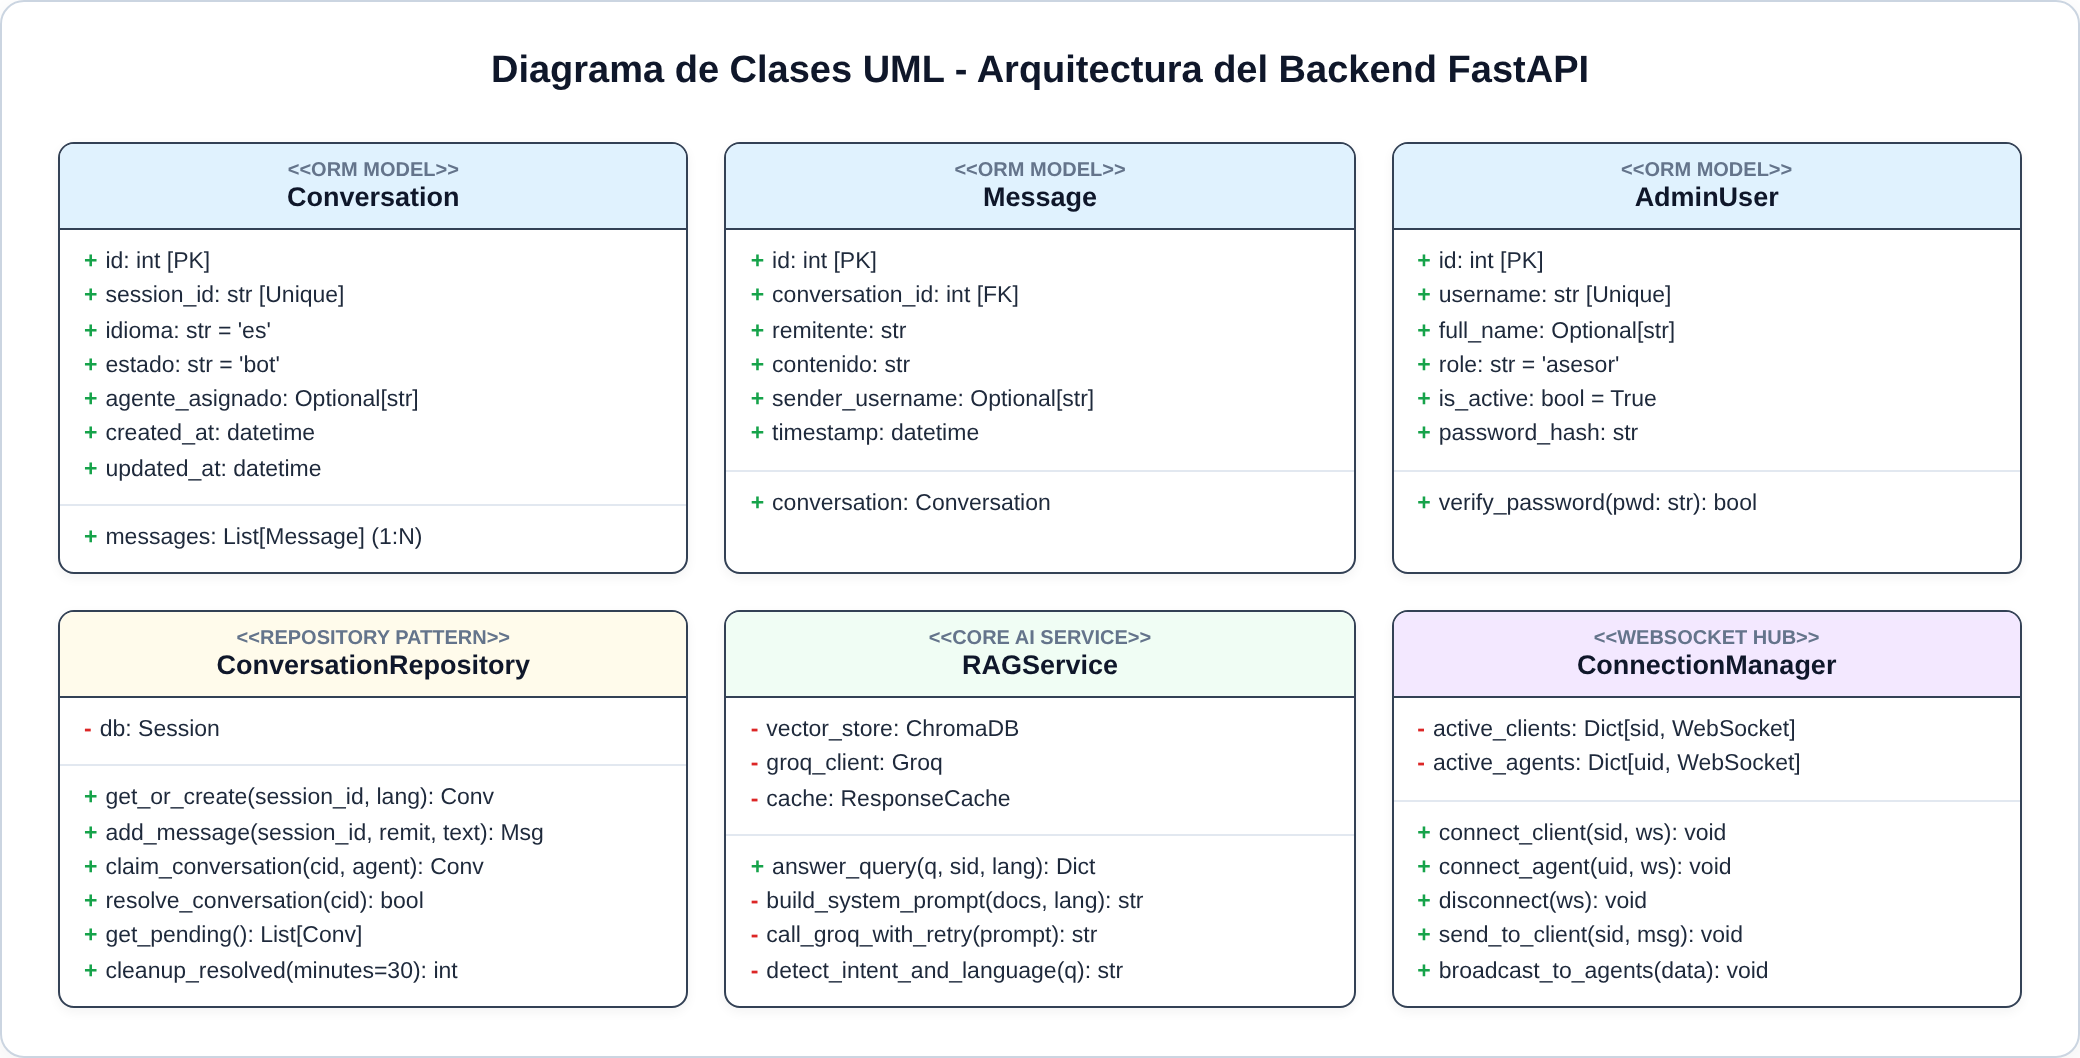 Diagrama de Clases UML - Arquitectura del Backend FastAPI
<<ORM MODEL>>
Conversation
+ id: int [PK]
+ session_id: str [Unique]
+ idioma: str = 'es'
+ estado: str = 'bot'
+ agente_asignado: Optional[str]
+ created_at: datetime
+ updated_at: datetime
+ messages: List[Message] (1:N)
<<ORM MODEL>>
Message
+ id: int [PK]
+ conversation_id: int [FK]
+ remitente: str
+ contenido: str
+ sender_username: Optional[str]
+ timestamp: datetime
+ conversation: Conversation
<<ORM MODEL>>
AdminUser
+ id: int [PK]
+ username: str [Unique]
+ full_name: Optional[str]
+ role: str = 'asesor'
+ is_active: bool = True
+ password_hash: str
+ verify_password(pwd: str): bool
<<REPOSITORY PATTERN>>
ConversationRepository
- db: Session
+ get_or_create(session_id, lang): Conv
+ add_message(session_id, remit, text): Msg
+ claim_conversation(cid, agent): Conv
+ resolve_conversation(cid): bool
+ get_pending(): List[Conv]
+ cleanup_resolved(minutes=30): int
<<CORE AI SERVICE>>
RAGService
- vector_store: ChromaDB
- groq_client: Groq
- cache: ResponseCache
+ answer_query(q, sid, lang): Dict
- build_system_prompt(docs, lang): str
- call_groq_with_retry(prompt): str
- detect_intent_and_language(q): str
<<WEBSOCKET HUB>>
ConnectionManager
- active_clients: Dict[sid, WebSocket]
- active_agents: Dict[uid, WebSocket]
+ connect_client(sid, ws): void
+ connect_agent(uid, ws): void
+ disconnect(ws): void
+ send_to_client(sid, msg): void
+ broadcast_to_agents(data): void